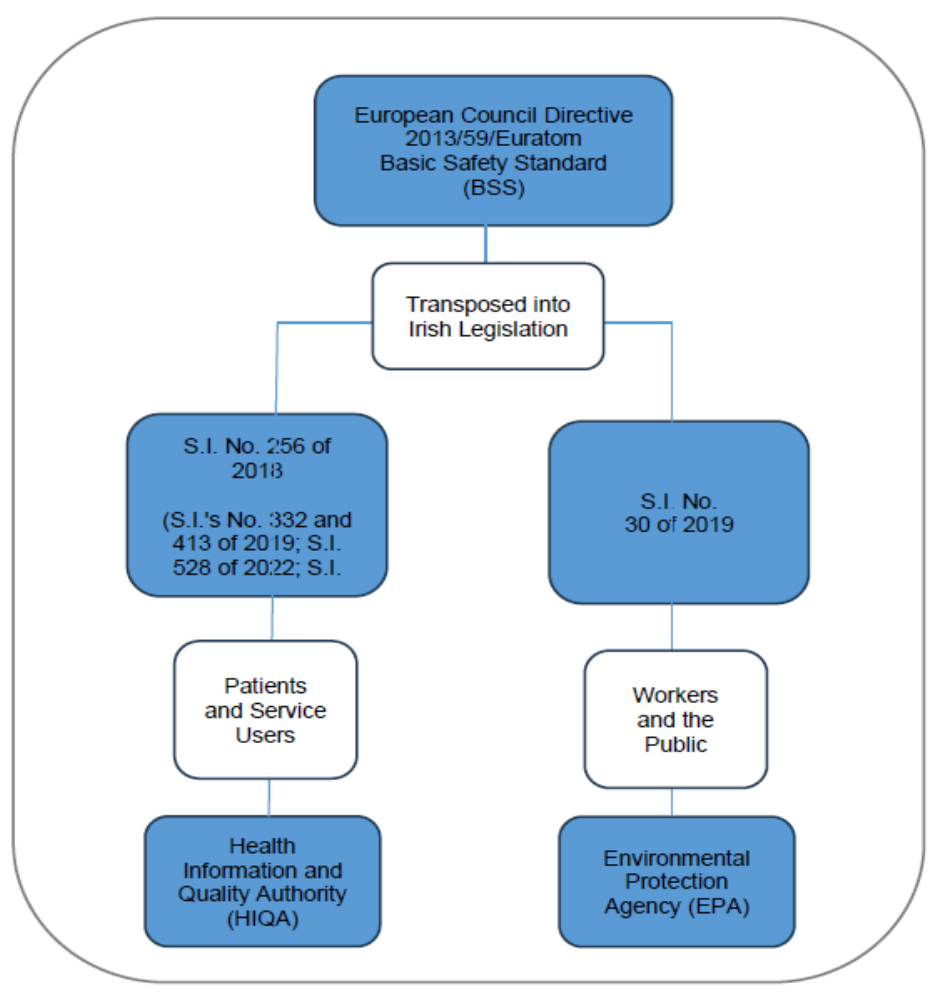 European Council Directive
2013/59/Euratom
Basic Safety Standard
(BSS)
Transposed into
Irish Legislation
S.I. No. 256 of
2018
(S.I.'s No. 332 and
413 of 2019; S.I.
528 of 2022; S.I.
S.I. No.
30 of 2019
Patients
and Service
Users
Workers
and the
Public
Health
Information and
Quality Authority
(HIQA)
Environmental
Protection
Agency (EPA)